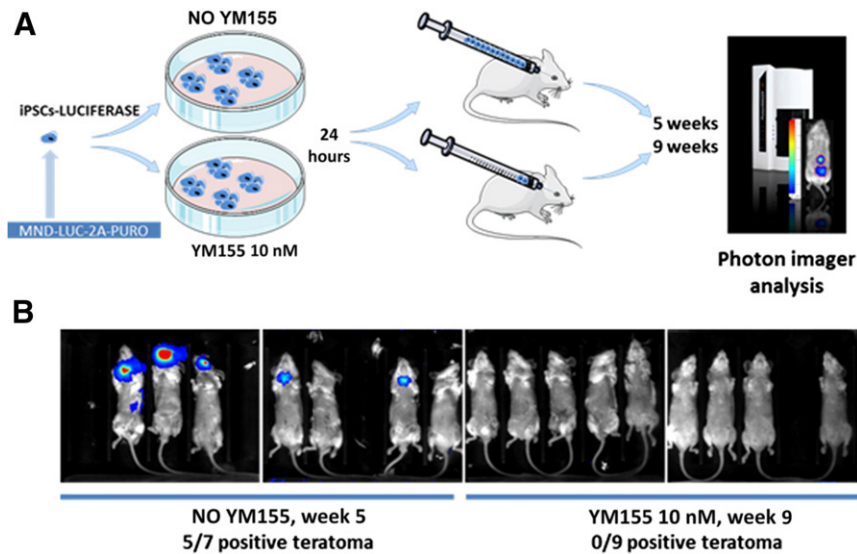 A
NO YM155
iPSCs-LUCIFERASE
24
hours
5 weeks
9 weeks
MND-LUC-2A-PURO
YM155 10 nM
Photon imager
analysis
B
NO YM155, week 5
5/7 positive teratoma
YM155 10 nM, week 9
0/9 positive teratoma